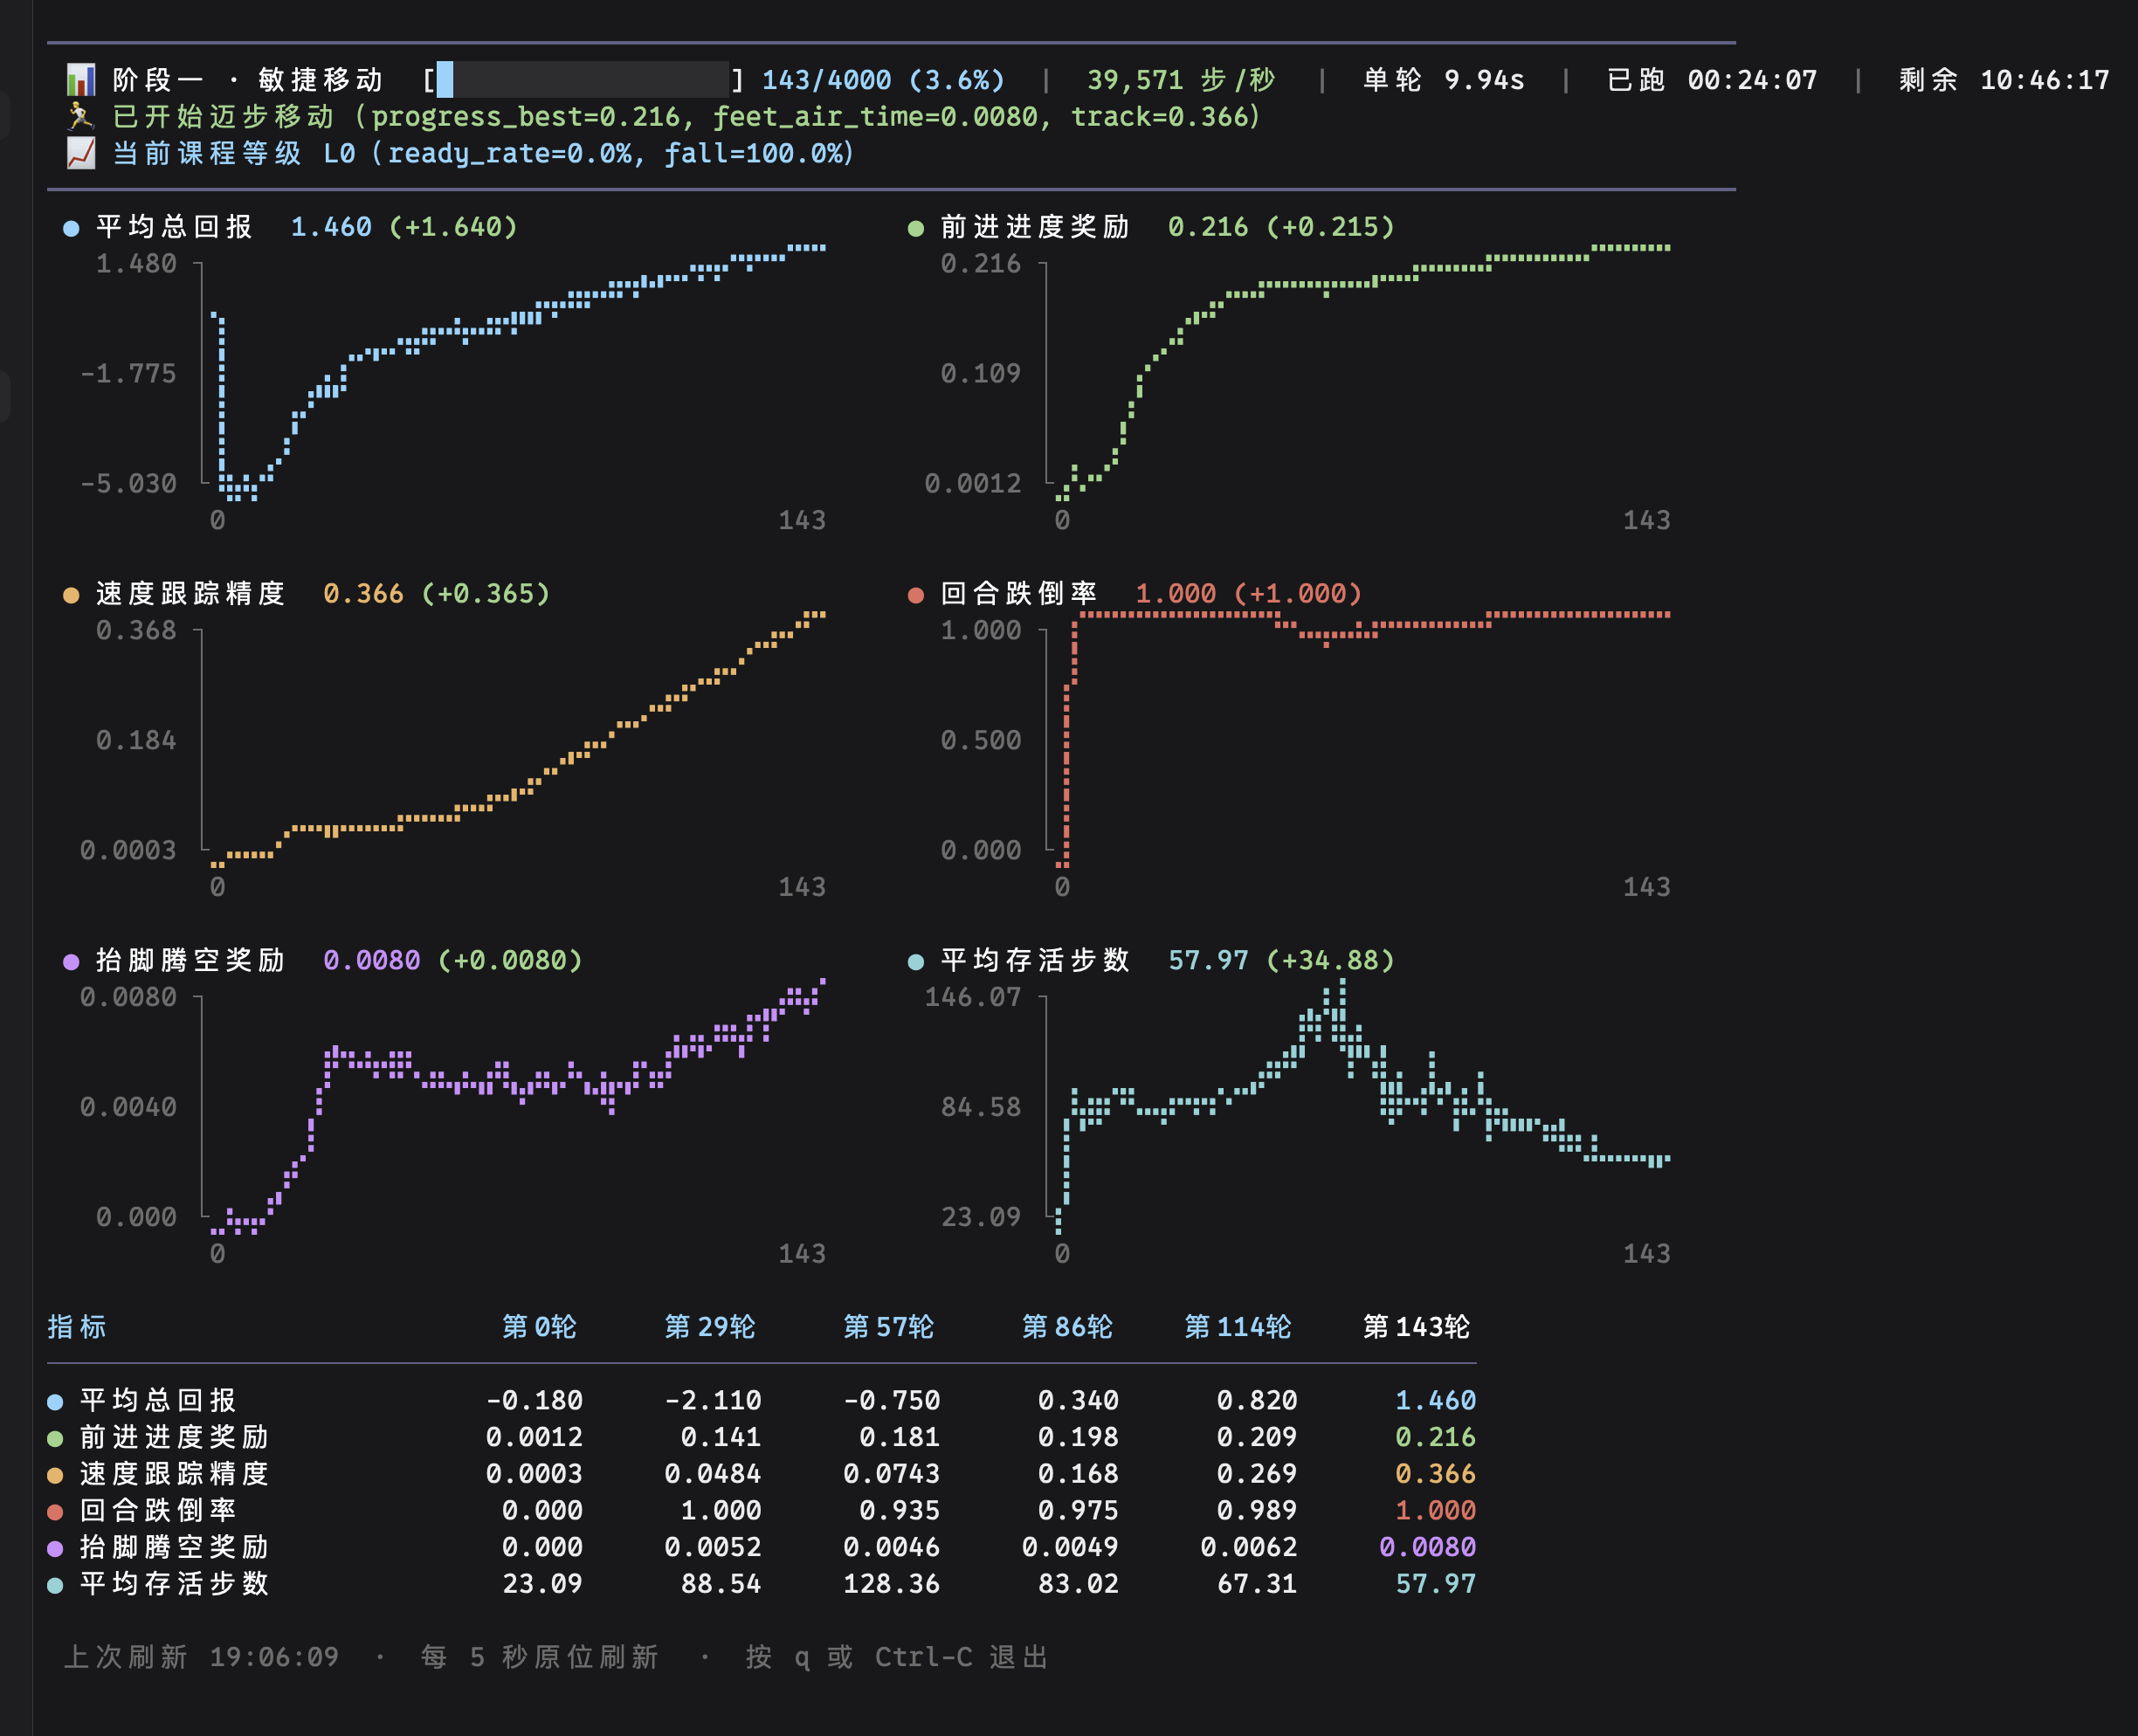 📊 阶段一 · 敏捷移动 [ ] 143/4000 (3.6%) | 39,571 步/秒 | 单轮 9.94s | 已跑 00:24:07 | 剩余 10:46:17
🏃 已开始迈步移动 (progress_best=0.216, feet_air_time=0.0080, track=0.366)
📈 当前课程等级 L0 (ready_rate=0.0%, fall=100.0%)
● 平均总回报 1.460 (+1.640)
1.480
-1.775
-5.030
0 143
● 前进进度奖励 0.216 (+0.215)
0.216
0.109
0.0012
0 143
● 速度跟踪精度 0.366 (+0.365)
0.368
0.184
0.0003
0 143
● 回合跌倒率 1.000 (+1.000)
1.000
0.500
0.000
0 143
● 抬脚腾空奖励 0.0080 (+0.0080)
0.0080
0.0040
0.000
0 143
● 平均存活步数 57.97 (+34.88)
146.07
84.58
23.09
0 143
指标 第0轮 第29轮 第57轮 第86轮 第114轮 第143轮
● 平均总回报 -0.180 -2.110 -0.750 0.340 0.820 1.460
● 前进进度奖励 0.0012 0.141 0.181 0.198 0.209 0.216
● 速度跟踪精度 0.0003 0.0484 0.0743 0.168 0.269 0.366
● 回合跌倒率 0.000 1.000 0.935 0.975 0.989 1.000
● 抬脚腾空奖励 0.000 0.0052 0.0046 0.0049 0.0062 0.0080
● 平均存活步数 23.09 88.54 128.36 83.02 67.31 57.97
上次刷新 19:06:09 · 每 5 秒原位刷新 · 按 q 或 Ctrl-C 退出